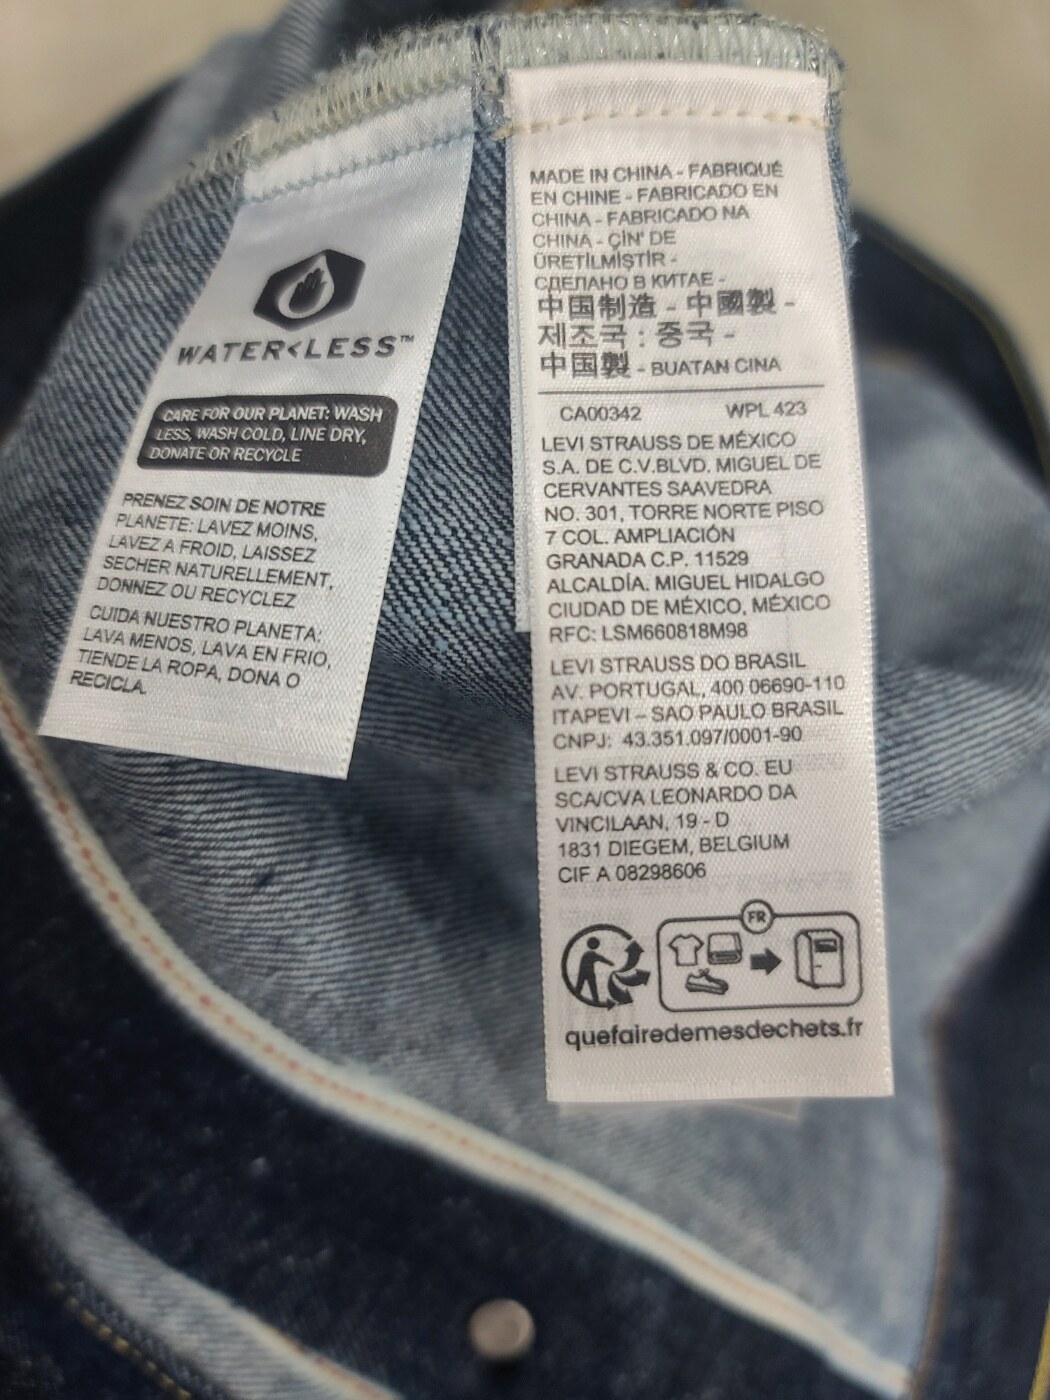 WATER<LESS™
CARE FOR OUR PLANET: WASH
LESS, WASH COLD, LINE DRY,
DONATE OR RECYCLE
PRENEZ SOIN DE NOTRE
PLANETE: LAVEZ MOINS,
LAVEZ A FROID, LAISSEZ
SECHER NATURELLEMENT,
DONNEZ OU RECYCLEZ
CUIDA NUESTRO PLANETA:
LAVA MENOS, LAVA EN FRIO,
TIENDE LA ROPA, DONA O
RECICLA.
MADE IN CHINA - FABRIQUÉ
EN CHINE - FABRICADO EN
CHINA - FABRICADO NA
CHINA - ÇİN' DE
ÜRETİLMİŞTİR -
СДЕЛАНО В КИТАЕ -
中国制造 - 中國製 -
제조국 : 중국 -
中国製 - BUATAN CINA
CA00342 WPL 423
LEVI STRAUSS DE MÉXICO
S.A. DE C.V.BLVD. MIGUEL DE
CERVANTES SAAVEDRA
NO. 301, TORRE NORTE PISO
7 COL. AMPLIACIÓN
GRANADA C.P. 11529
ALCALDÍA. MIGUEL HIDALGO
CIUDAD DE MÉXICO, MÉXICO
RFC: LSM660818M98
LEVI STRAUSS DO BRASIL
AV. PORTUGAL, 400 06690-110
ITAPEVI – SAO PAULO BRASIL
CNPJ: 43.351.097/0001-90
LEVI STRAUSS & CO. EU
SCA/CVA LEONARDO DA
VINCILAAN, 19 - D
1831 DIEGEM, BELGIUM
CIF A 08298606
FR
quefairedemesdechets.fr